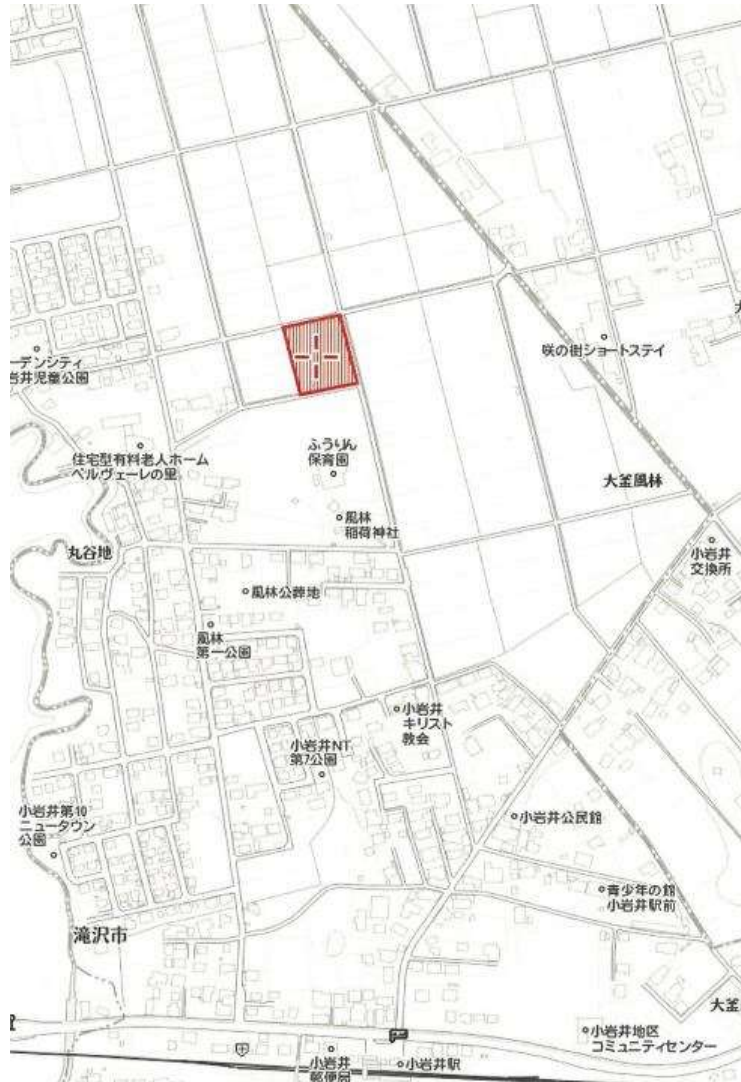 咲の街ショートステイ
ーデンシティ
岩井児童公園
住宅型有料老人ホーム
ベルヴェーレの里
ふうりん
保育園
大釜風林
風林
稲荷神社
小岩井
交換所
丸谷地
風林公葬地
風林
第一公園
小岩井
キリスト
教会
小岩井NT
第7公園
小岩井第10
ニュータウン
公園
小岩井公民館
青少年の館
小岩井駅前
滝沢市
大釜
小岩井地区
コミュニティセンター
小岩井
郵便局
小岩井駅